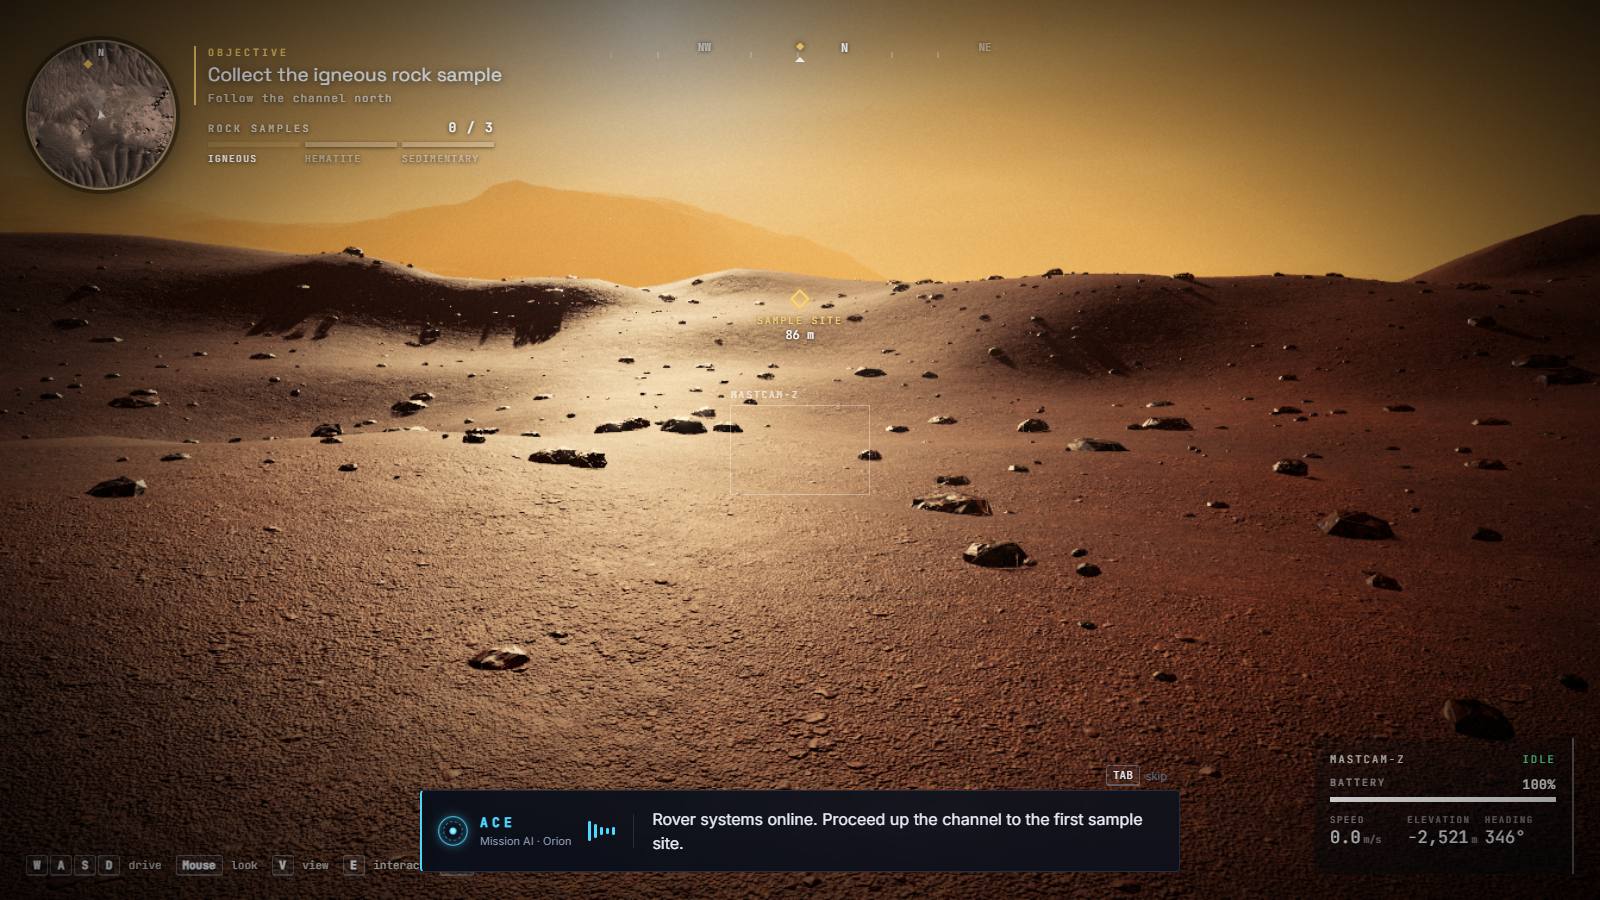 N
OBJECTIVE
Collect the igneous rock sample
Follow the channel north
ROCK SAMPLES 0 / 3
IGNEOUS HEMATITE SEDIMENTARY
NW N NE
SAMPLE SITE
86 m
MASTCAM-Z
TAB skip
ACE
Mission AI · Orion
Rover systems online. Proceed up the channel to the first sample
site.
W A S D drive Mouse look V view E interac
MASTCAM-Z IDLE
BATTERY 100%
SPEED ELEVATION HEADING
0.0 m/s -2,521 m 346°